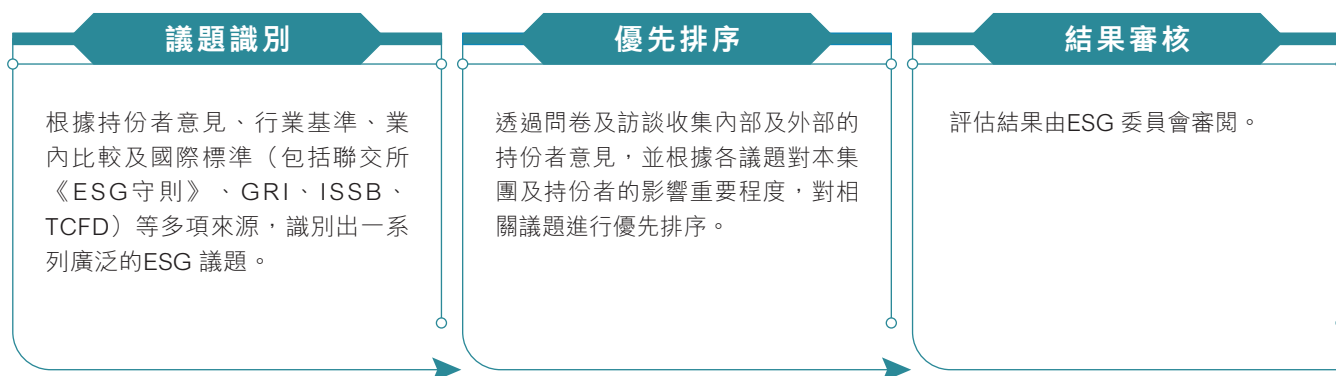 議題識別
根據持份者意見、行業基準、業
內比較及國際標準（包括聯交所
《ESG守則》、GRI、ISSB、
TCFD）等多項來源，識別出一系
列廣泛的ESG 議題。
優先排序
透過問卷及訪談收集內部及外部的
持份者意見，並根據各議題對本集
團及持份者的影響重要程度，對相
關議題進行優先排序。
結果審核
評估結果由ESG 委員會審閱。